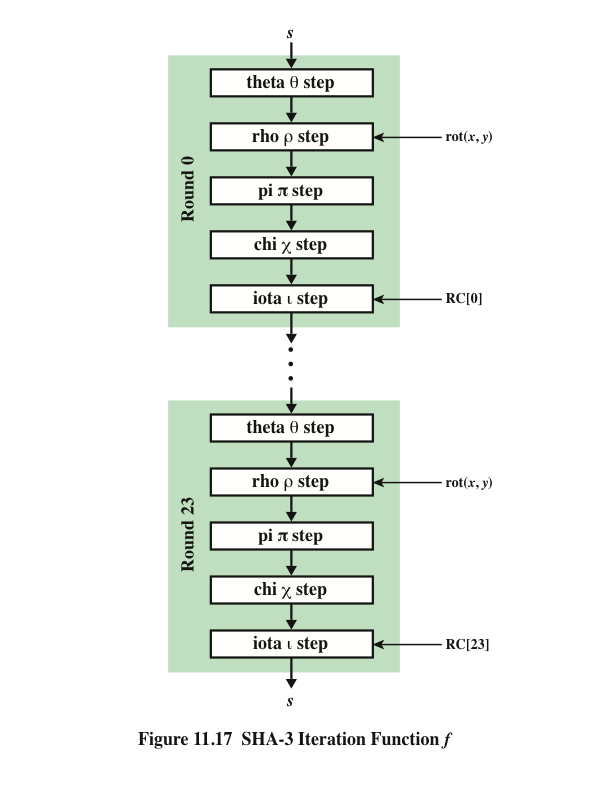 s
theta θ step
rho ρ step
rot(x, y)
pi π step
Round 0
chi χ step
iota ι step
RC[0]
theta θ step
rho ρ step
rot(x, y)
pi π step
Round 23
chi χ step
iota ι step
RC[23]
s
Figure 11.17 SHA-3 Iteration Function f